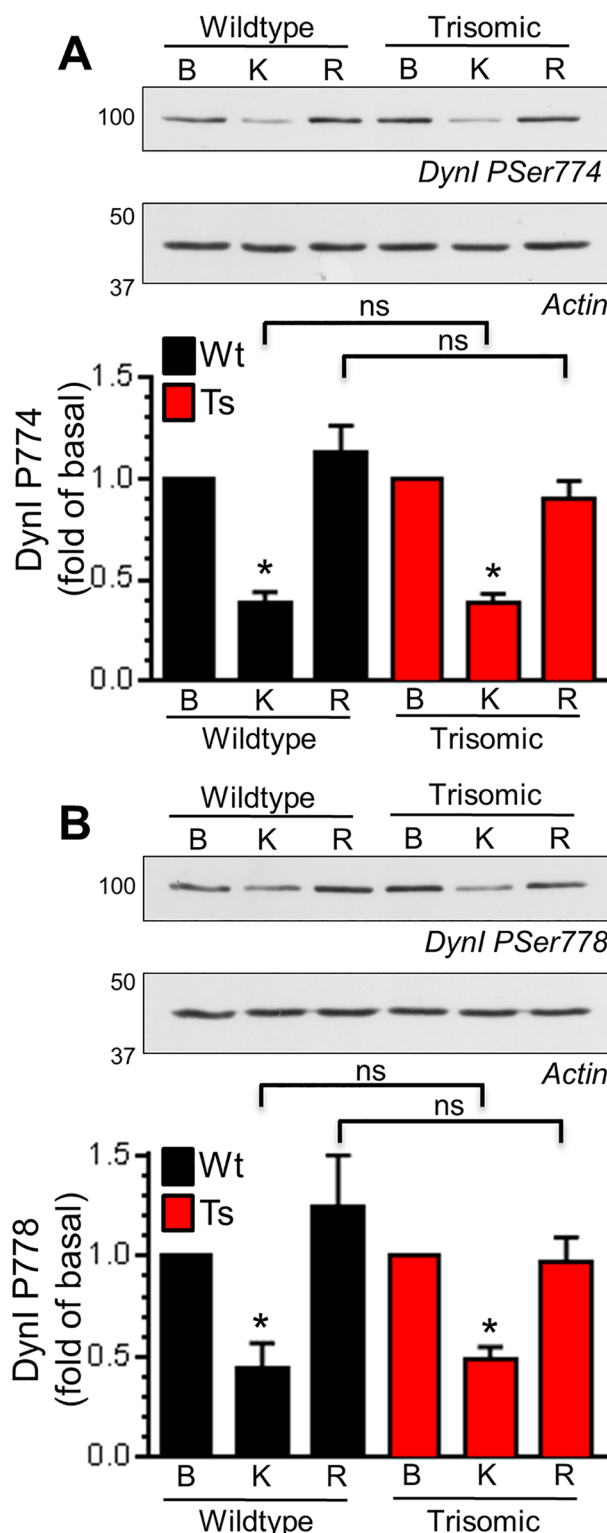 A
Wildtype Trisomic
B K R B K R
100
DynI PSer774
50
37
Actin
ns
ns
Wt
Ts
DynI P774
(fold of basal)
1.5
1.0
0.5
0.0
* *
B K R B K R
Wildtype Trisomic
B
Wildtype Trisomic
B K R B K R
100
DynI PSer778
50
37
Actin
ns
ns
Wt
Ts
DynI P778
(fold of basal)
1.5
1.0
0.5
0.0
* *
B K R B K R
Wildtype Trisomic